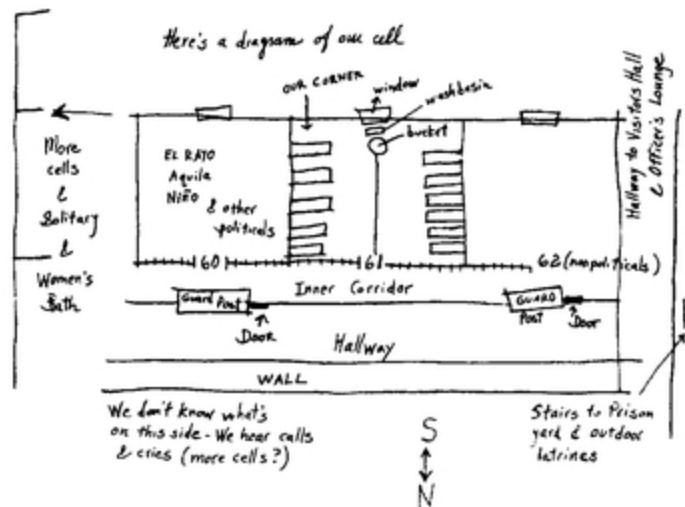 Here's a diagram of our cell
OUR CORNER
window
washbasin
bucket
Hallway to Visitors Hall
& Officer's Lounge
More
cells
&
Solitary
&
Women's
Bath
EL RATO
Aquila
NIÑO
& other
politicals
60
61
62 (nonpoliticals)
Inner Corridor
Guard Post
DOOR
GUARD
POST
Door
Hallway
WALL
We don't know what's
on this side - We hear calls
& cries (more cells?)
Stairs to Prison
yard & outdoor
latrines
S
N